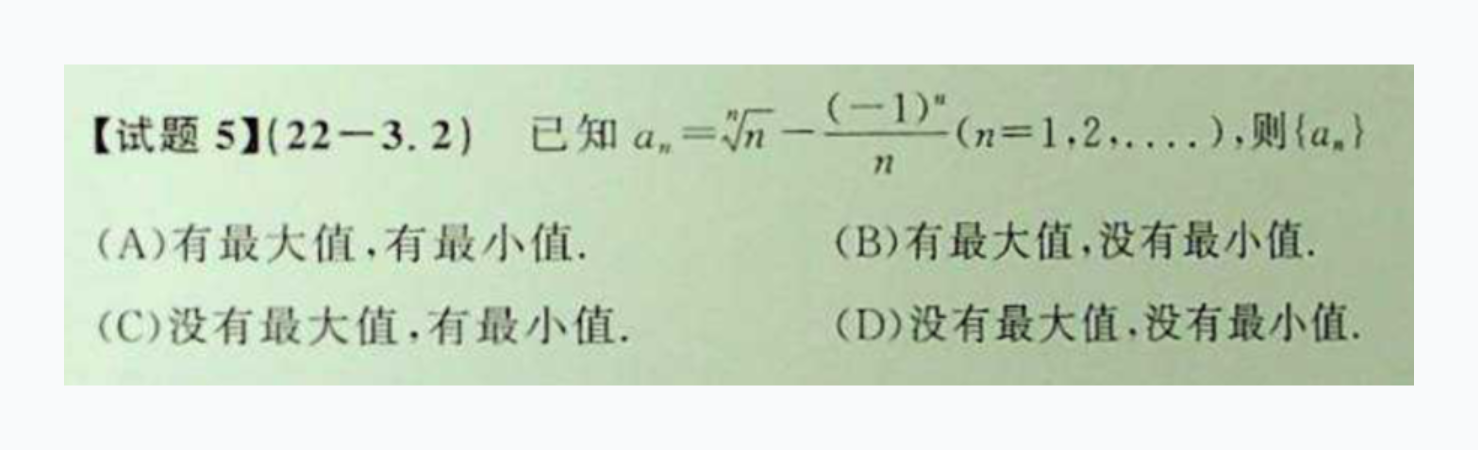 【试题 5】(22-3.2) 已知 $a_n=\sqrt[n]{n}-\frac{(-1)^n}{n}(n=1,2,....)$,则$\{a_n\}$
(A)有最大值,有最小值. (B)有最大值,没有最小值.
(C)没有最大值,有最小值. (D)没有最大值,没有最小值.